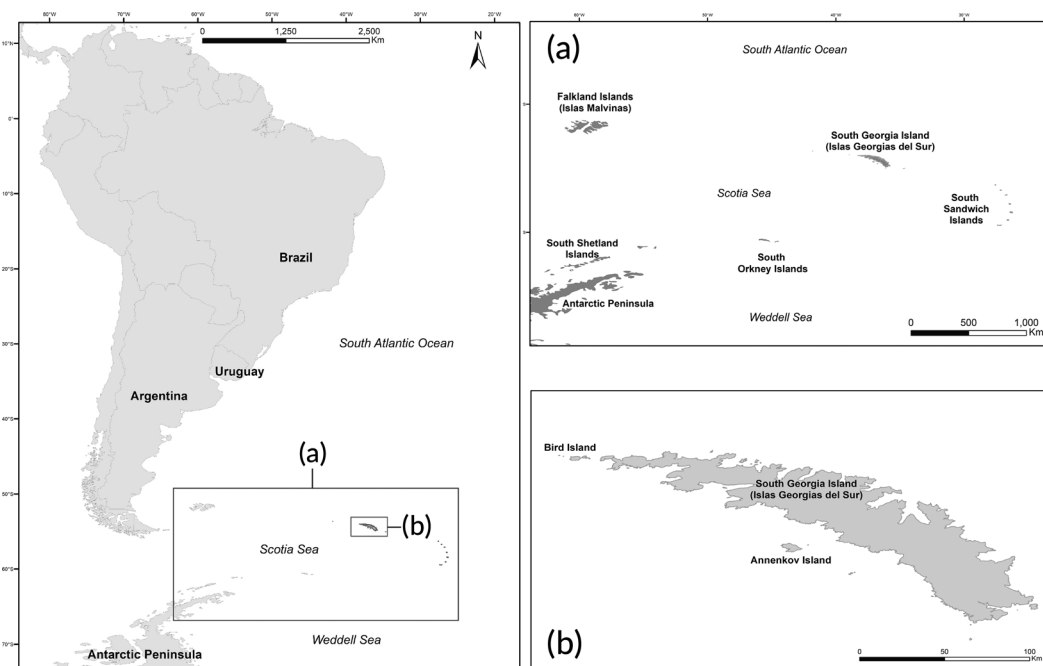 80°W
70°W
60°W
50°W
40°W
30°W
20°W
0 1,250 2,500
Km
N
10°N
0°
10°S
20°S
30°S
40°S
50°S
60°S
70°S
Brazil
South Atlantic Ocean
Uruguay
Argentina
(a)
(b)
Scotia Sea
Weddell Sea
Antarctic Peninsula
(a)
South Atlantic Ocean
Falkland Islands
(Islas Malvinas)
South Georgia Island
(Islas Georgias del Sur)
Scotia Sea
South
Sandwich
Islands
South Shetland
Islands
South
Orkney Islands
Antarctic Peninsula
Weddell Sea
0 500 1,000
Km
Bird Island
South Georgia Island
(Islas Georgias del Sur)
Annenkov Island
(b)
0 50 100
Km